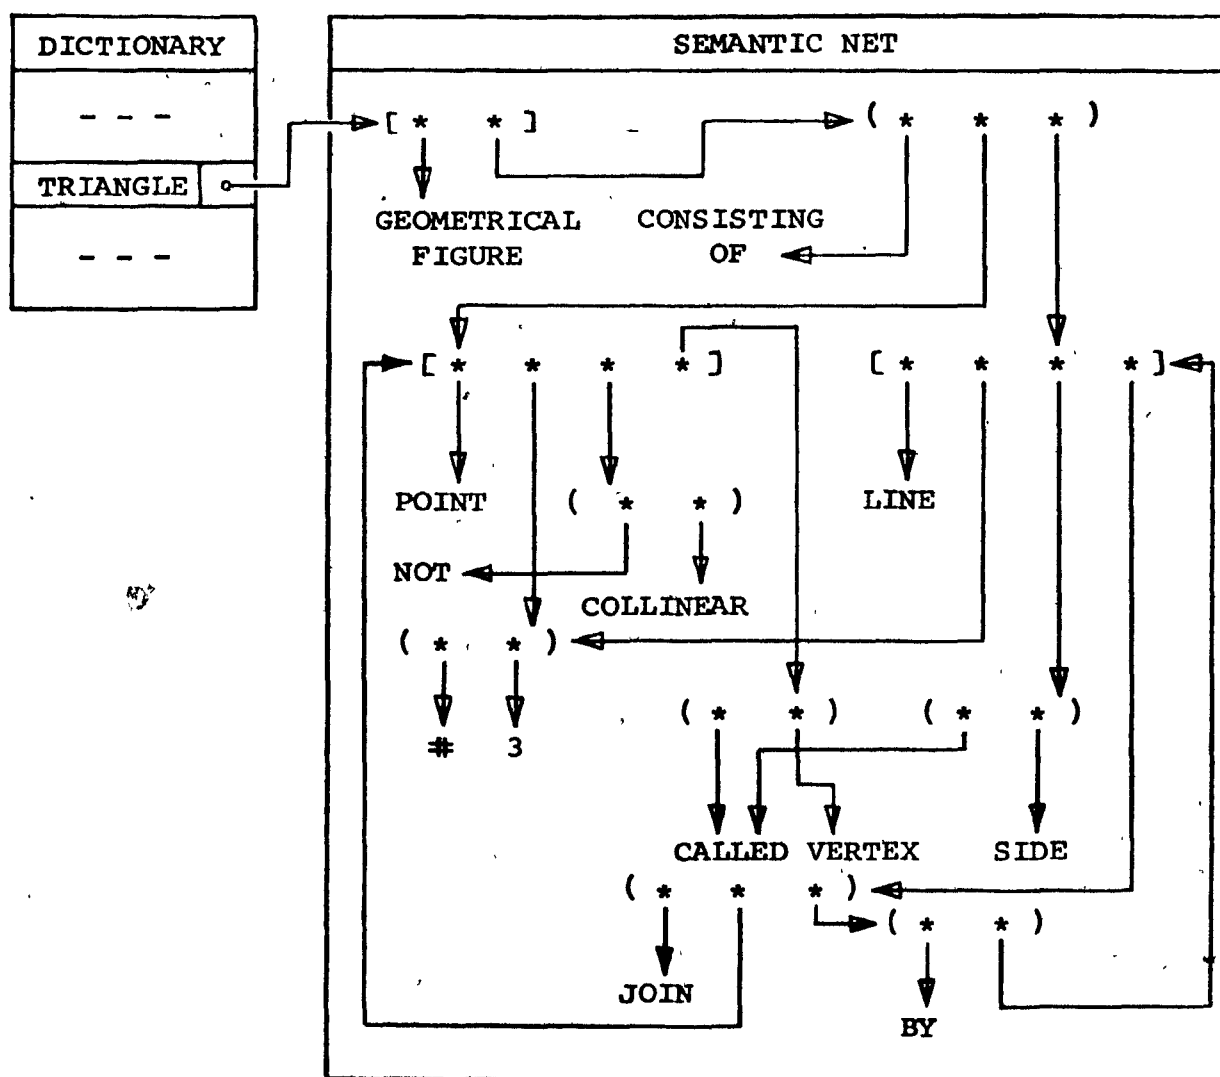 DICTIONARY
SEMANTIC NET
- - -
[ * * ]
( * * * )
TRIANGLE
GEOMETRICAL
FIGURE
CONSISTING
OF
- - -
[ * * * * ]
[ * * * * ]
POINT
( * * )
LINE
NOT
COLLINEAR
( * * )
# 3
( * * )
( * * )
CALLED VERTEX
SIDE
( * * * )
( * * )
JOIN
BY